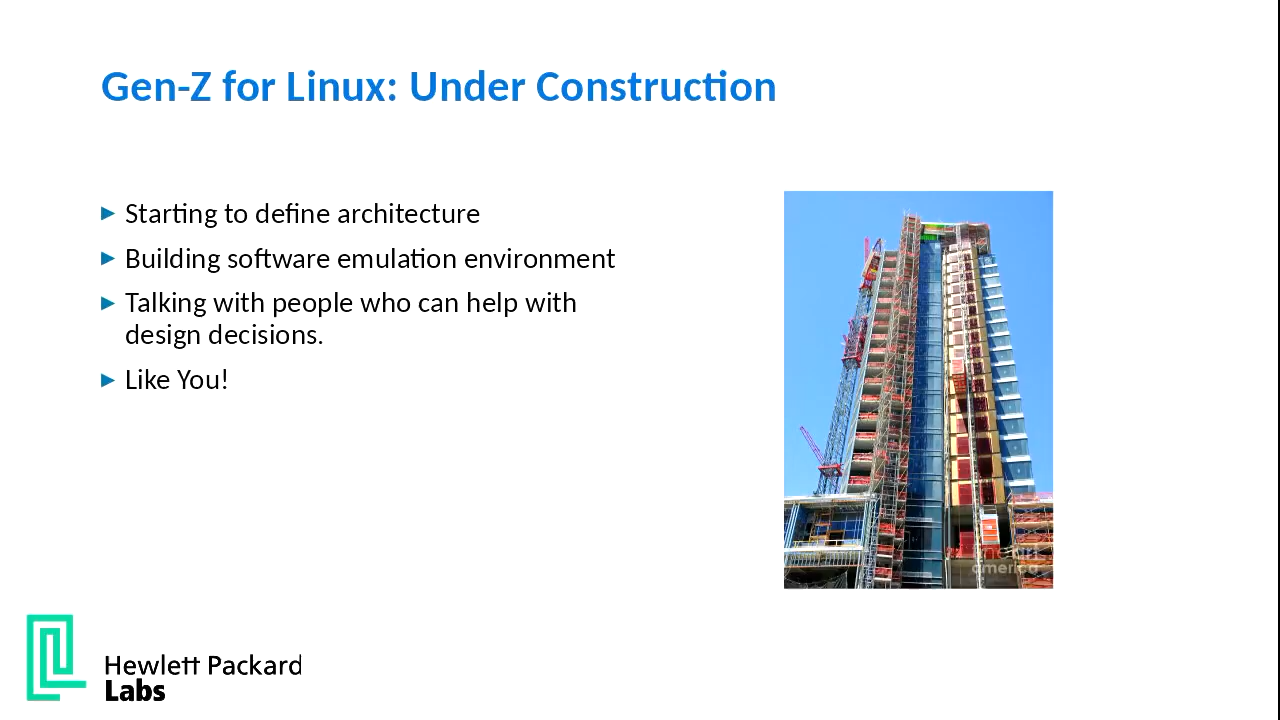 Gen-Z for Linux: Under Construction
Starting to define architecture
Building software emulation environment
Talking with people who can help with
design decisions.
Like You!
america
Hewlett Packard
Labs